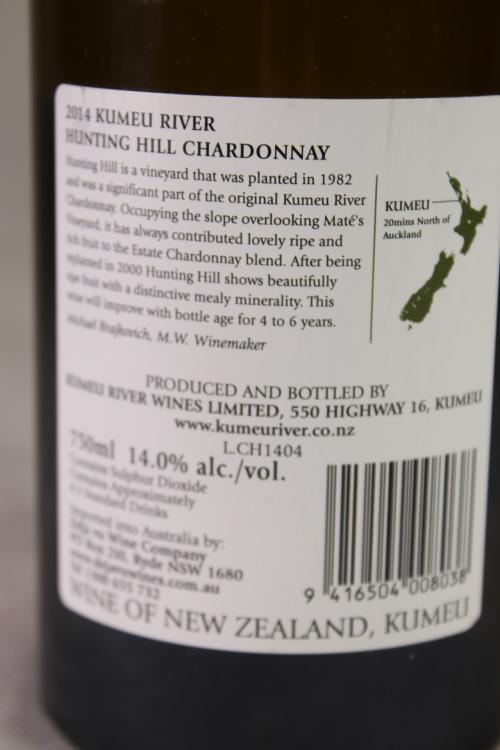 2014 KUMEU RIVER
HUNTING HILL CHARDONNAY
Hunting Hill is a vineyard that was planted in 1982
and was a significant part of the original Kumeu River
Chardonnay. Occupying the slope overlooking Maté's
Vineyard, it has always contributed lovely ripe and
rich fruit to the Estate Chardonnay blend. After being
replanted in 2000 Hunting Hill shows beautifully
ripe fruit with a distinctive mealy minerality. This
wine will improve with bottle age for 4 to 6 years.
Michael Brajkovich, M.W. Winemaker
KUMEU
20mins North of
Auckland
PRODUCED AND BOTTLED BY
KUMEU RIVER WINES LIMITED, 550 HIGHWAY 16, KUMEU
www.kumeuriver.co.nz
L.CH1404
750ml 14.0% alc./vol.
Contains Sulphur Dioxide
Contains Approximately
Standard Drinks
Imported into Australia by:
Wine Company
PO Box Ryde NSW 1680
9 416504 008038
WINE OF NEW ZEALAND, KUMEU